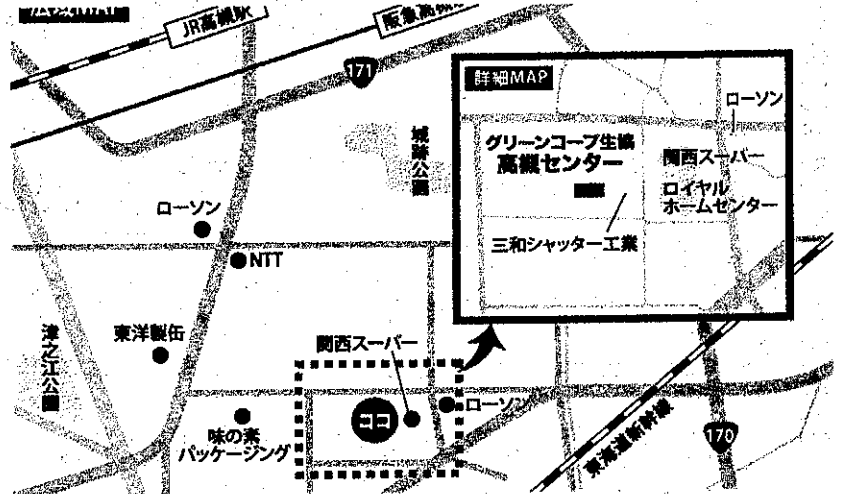 JR高槻駅
阪急高槻
171
詳細MAP
ローソン
グリーンコープ生協
高槻センター
関西スーパー
ロイヤル
ホームセンター
三和シャッター工業
城跡公園
ローソン
NTT
東洋製缶
津之江公園
関西スーパー
ココ
ローソン
味の素
パッケージング
東海道新幹線
170